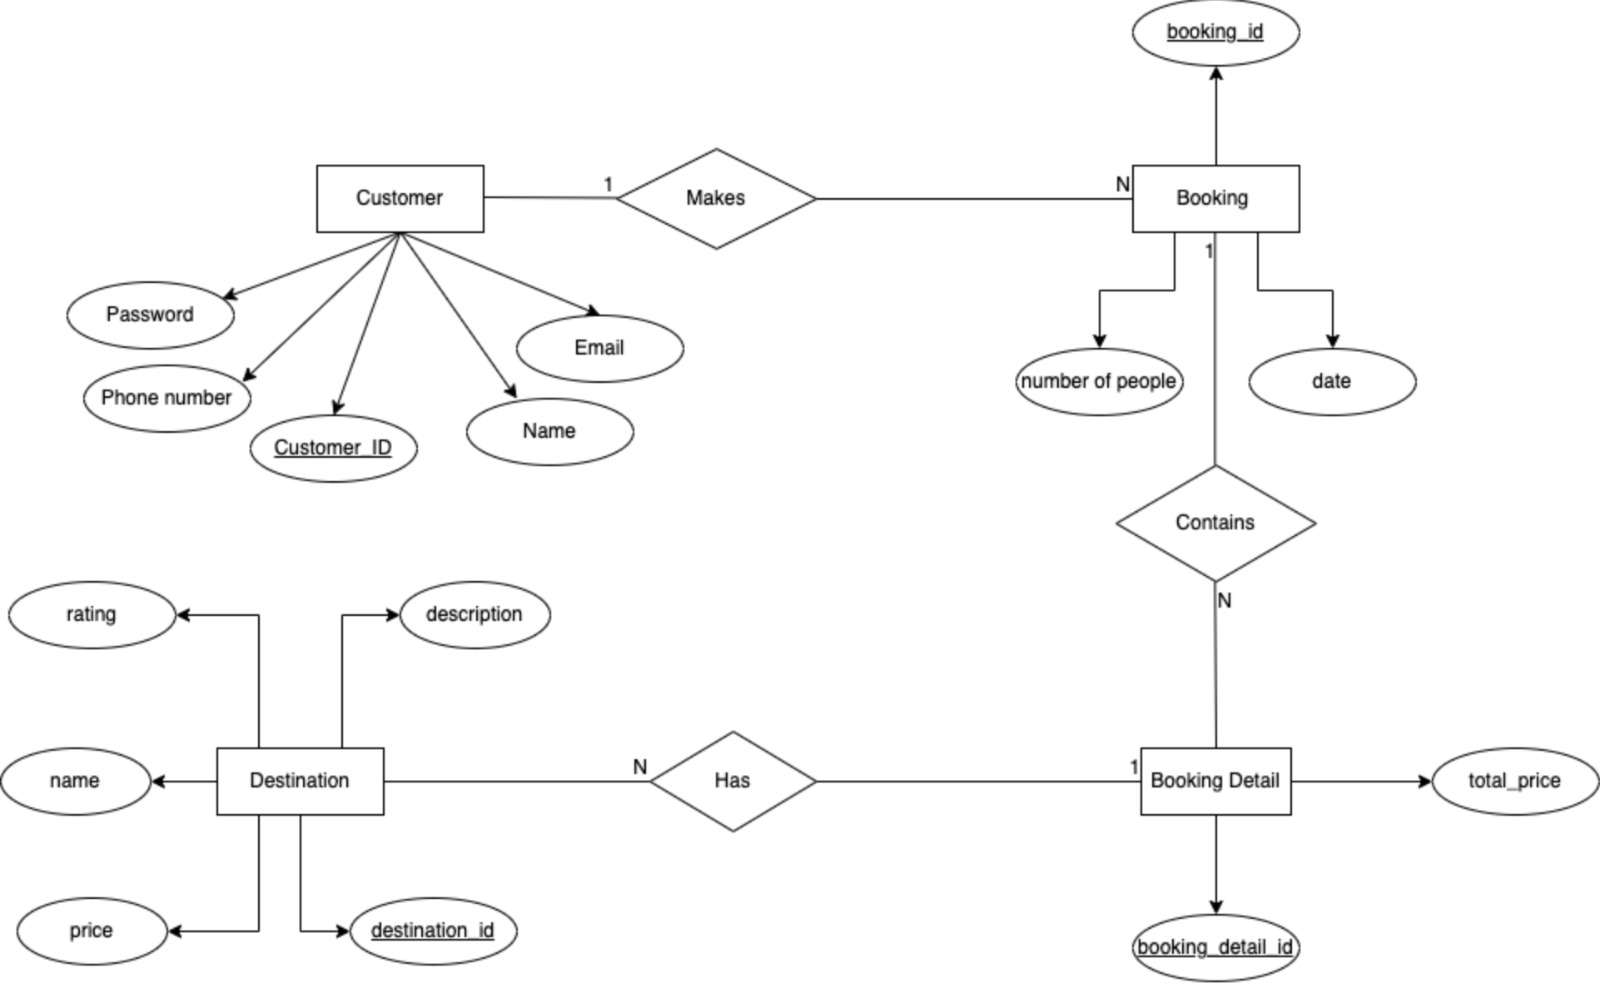 booking_id
Customer
1
Makes
N
Booking
1
Password
Email
number of people
date
Phone number
Name
Customer_ID
Contains
N
rating
description
name
Destination
N
Has
1
Booking Detail
total_price
price
destination_id
booking_detail_id